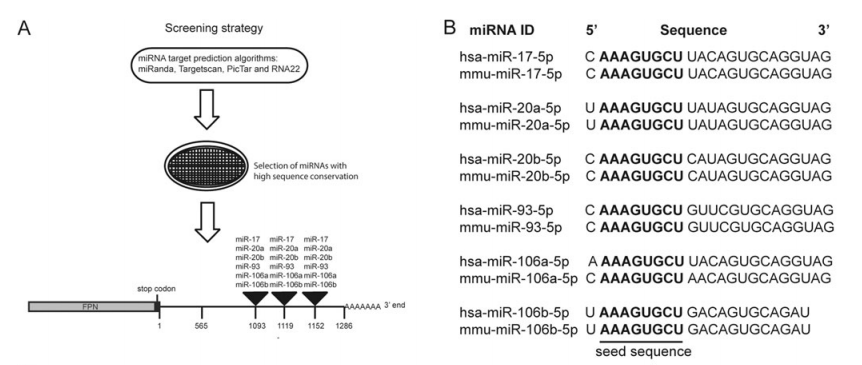 A
Screening strategy
miRNA target prediction algorithms:
miRanda, Targetscan, PicTar and RNA22
Selection of miRNAs with
high sequence conservation
miR-17 miR-17 miR-17
miR-20a miR-20a miR-20a
miR-20b miR-20b miR-20b
miR-93 miR-93 miR-93
miR-106a miR-106a miR-106a
miR-106b miR-106b miR-106b
stop codon
FPN
AAAAAAA 3' end
1 565 1093 1119 1152 1286
B miRNA ID 5' Sequence 3'
hsa-miR-17-5p C AAAGUGCU UACAGUGCAGGUAG
mmu-miR-17-5p C AAAGUGCU UACAGUGCAGGUAG
hsa-miR-20a-5p U AAAGUGCU UAUAGUGCAGGUAG
mmu-miR-20a-5p U AAAGUGCU UAUAGUGCAGGUAG
hsa-miR-20b-5p C AAAGUGCU CAUAGUGCAGGUAG
mmu-miR-20b-5p C AAAGUGCU CAUAGUGCAGGUAG
hsa-miR-93-5p C AAAGUGCU GUUCGUGCAGGUAG
mmu-miR-93-5p C AAAGUGCU GUUCGUGCAGGUAG
hsa-miR-106a-5p A AAAGUGCU UACAGUGCAGGUAG
mmu-miR-106a-5p C AAAGUGCU AACAGUGCAGGUAG
hsa-miR-106b-5p U AAAGUGCU GACAGUGCAGAU
mmu-miR-106b-5p U AAAGUGCU GACAGUGCAGAU
seed sequence